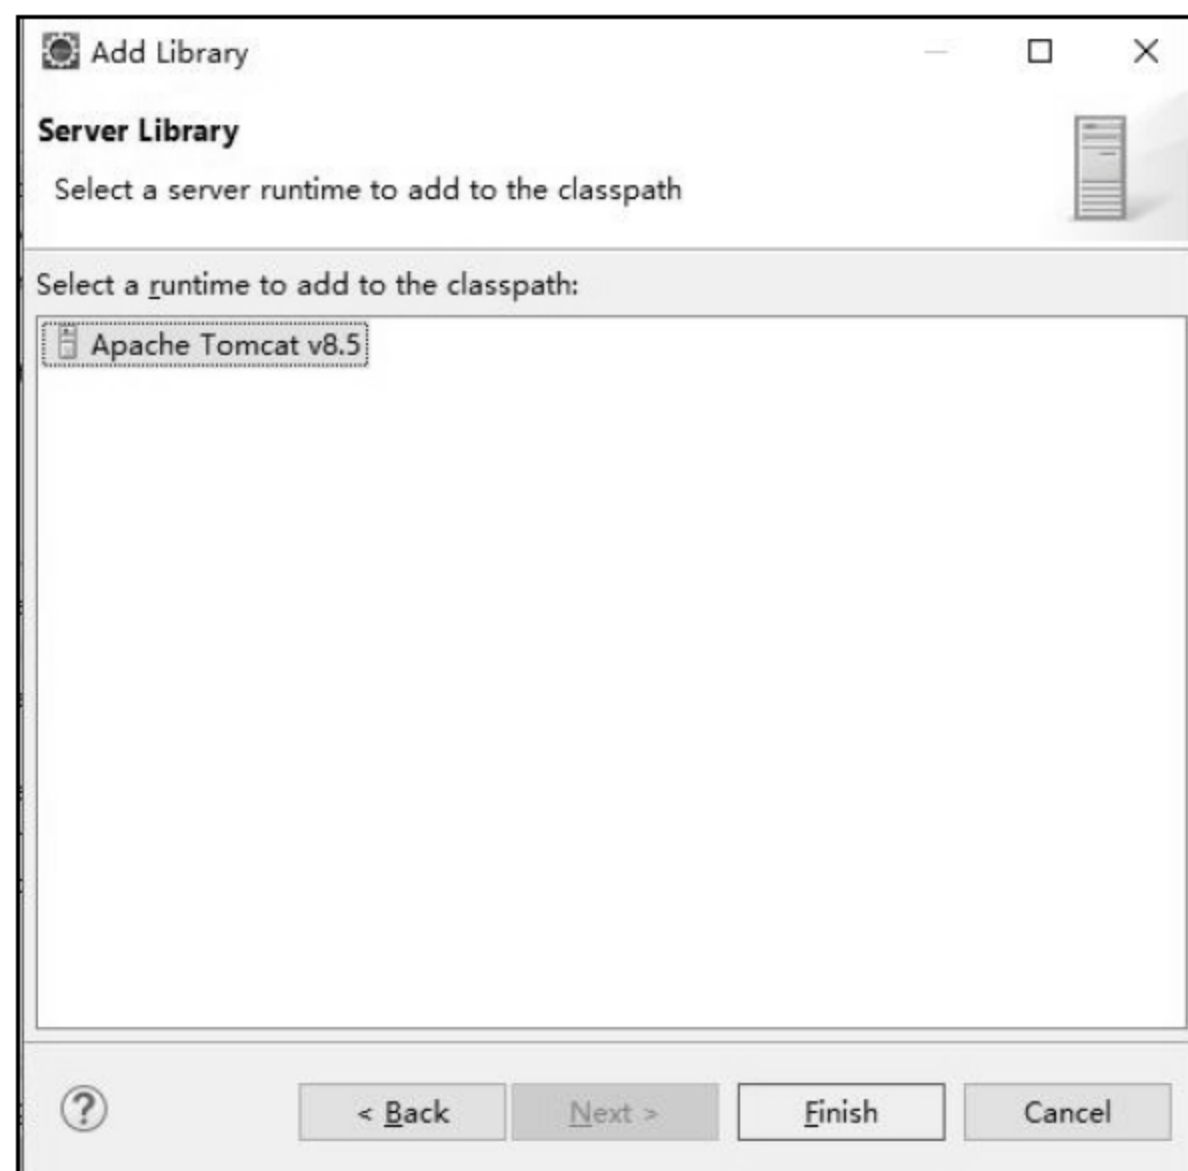 Add Library
Server Library
Select a server runtime to add to the classpath
Select a runtime to add to the classpath:
Apache Tomcat v8.5
? < Back Next > Finish Cancel